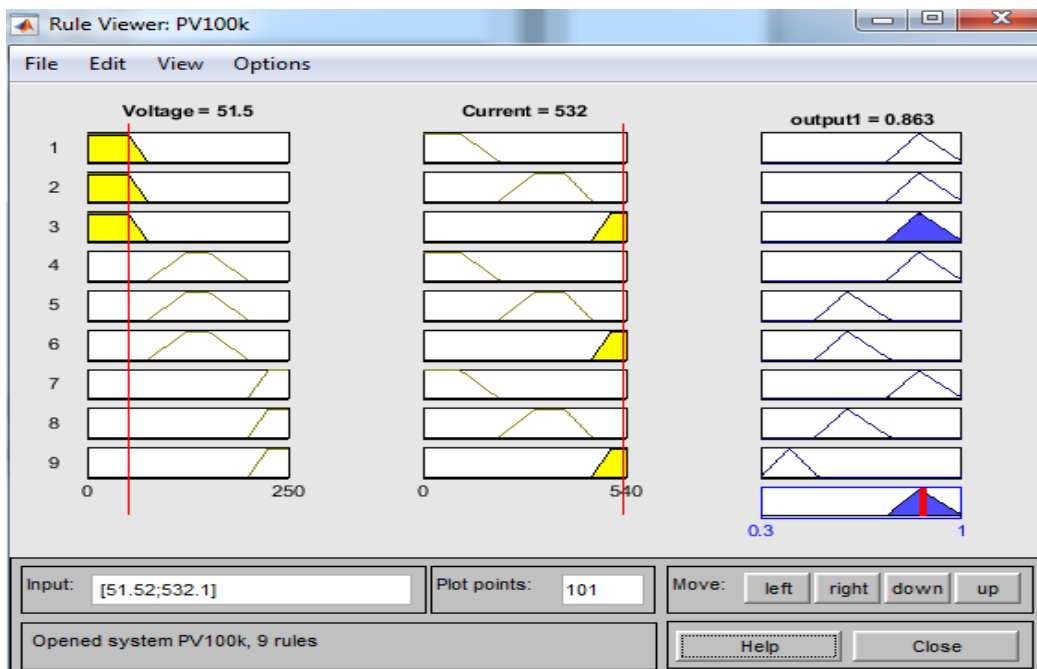 Rule Viewer: PV100k
File Edit View Options
Voltage = 51.5 Current = 532 output1 = 0.863
1
2
3
4
5
6
7
8
9
0 250 0 540
0.3 1
Input: [51.52;532.1] Plot points: 101 Move: left right down up
Opened system PV100k, 9 rules Help Close